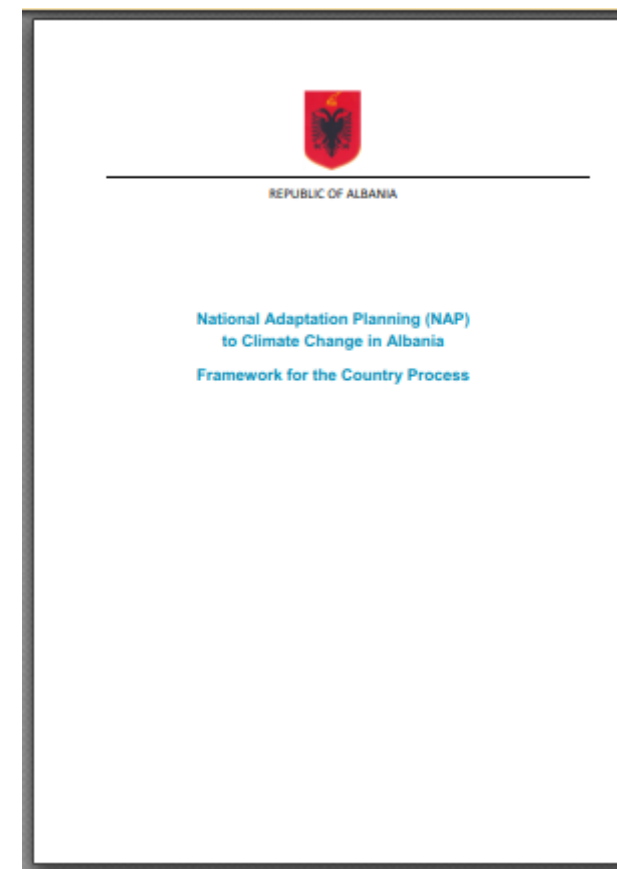 REPUBLIC OF ALBANIA
National Adaptation Planning (NAP)
to Climate Change in Albania
Framework for the Country Process